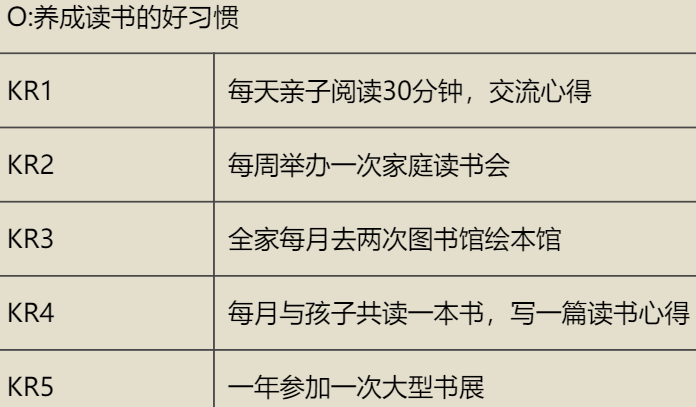 O:养成读书的好习惯
KR1 每天亲子阅读30分钟，交流心得
KR2 每周举办一次家庭读书会
KR3 全家每月去两次图书馆绘本馆
KR4 每月与孩子共读一本书，写一篇读书心得
KR5 一年参加一次大型书展